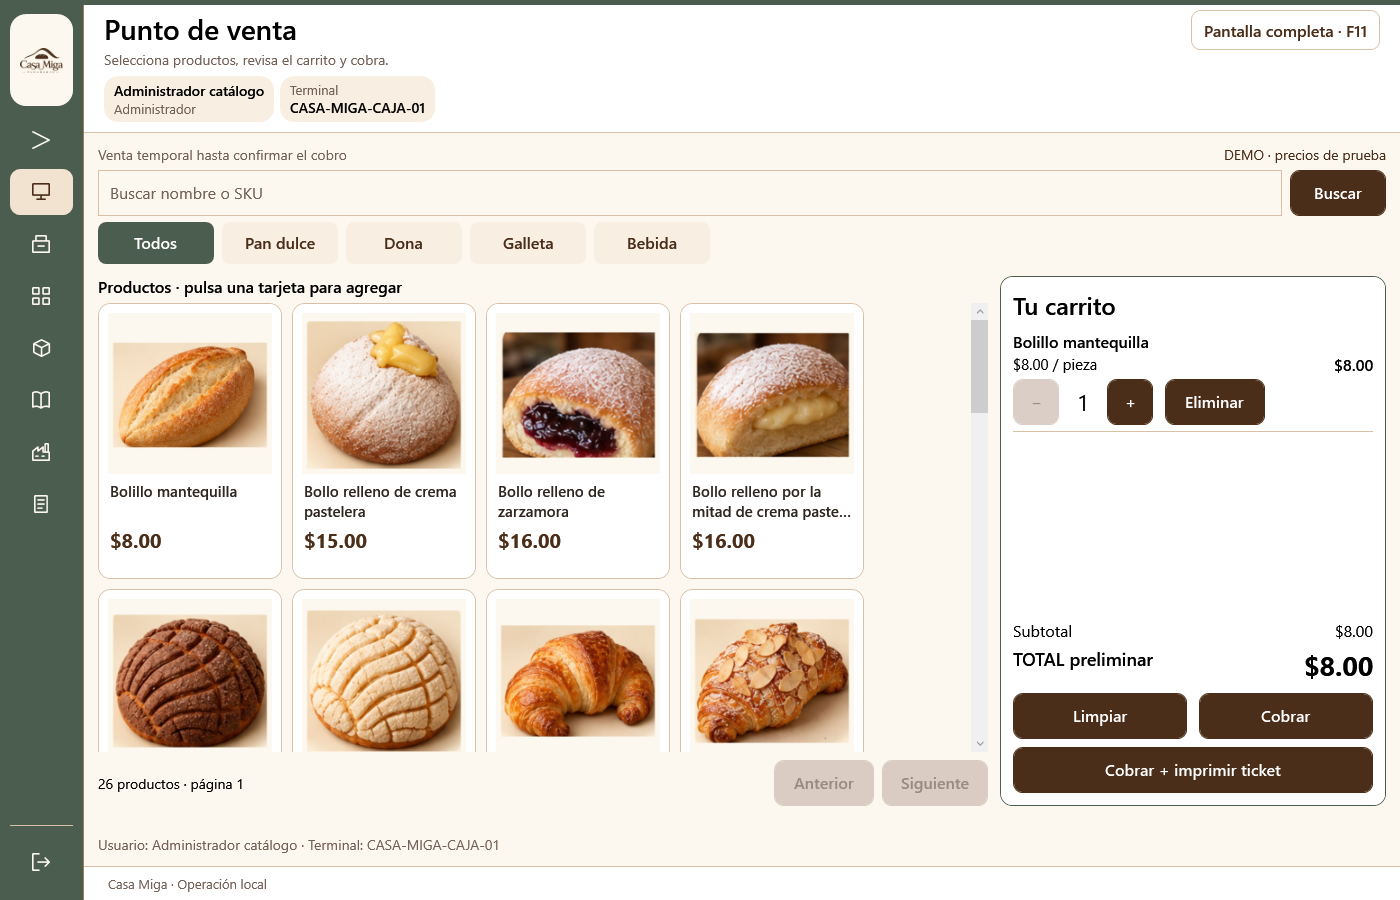 Casa Miga
Punto de venta
Selecciona productos, revisa el carrito y cobra.
Administrador catálogo
Administrador
Terminal
CASA-MIGA-CAJA-01
Pantalla completa · F11
Venta temporal hasta confirmar el cobro
DEMO · precios de prueba
Buscar nombre o SKU
Buscar
Todos
Pan dulce
Dona
Galleta
Bebida
Productos · pulsa una tarjeta para agregar
Bolillo mantequilla
$8.00
Bollo relleno de crema
pastelera
$15.00
Bollo relleno de
zarzamora
$16.00
Bollo relleno por la
mitad de crema paste...
$16.00
26 productos · página 1
Anterior
Siguiente
Tu carrito
Bolillo mantequilla
$8.00 / pieza
$8.00
−
1
+
Eliminar
Subtotal
$8.00
TOTAL preliminar
$8.00
Limpiar
Cobrar
Cobrar + imprimir ticket
Usuario: Administrador catálogo · Terminal: CASA-MIGA-CAJA-01
Casa Miga · Operación local